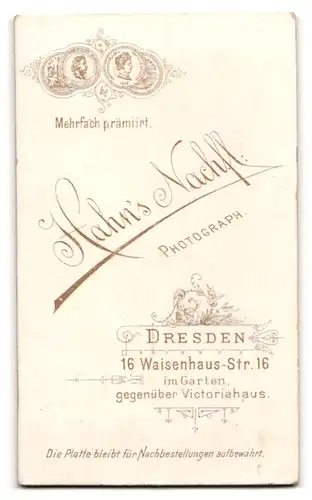 Mehrfach prämiirt.
Hahn's Nachfl:
PHOTOGRAPH.
DRESDEN
16 Waisenhaus-Str. 16
im Garten,
gegenüber Victoriahaus.
Die Platte bleibt für Nachbestellungen aufbewahrt.